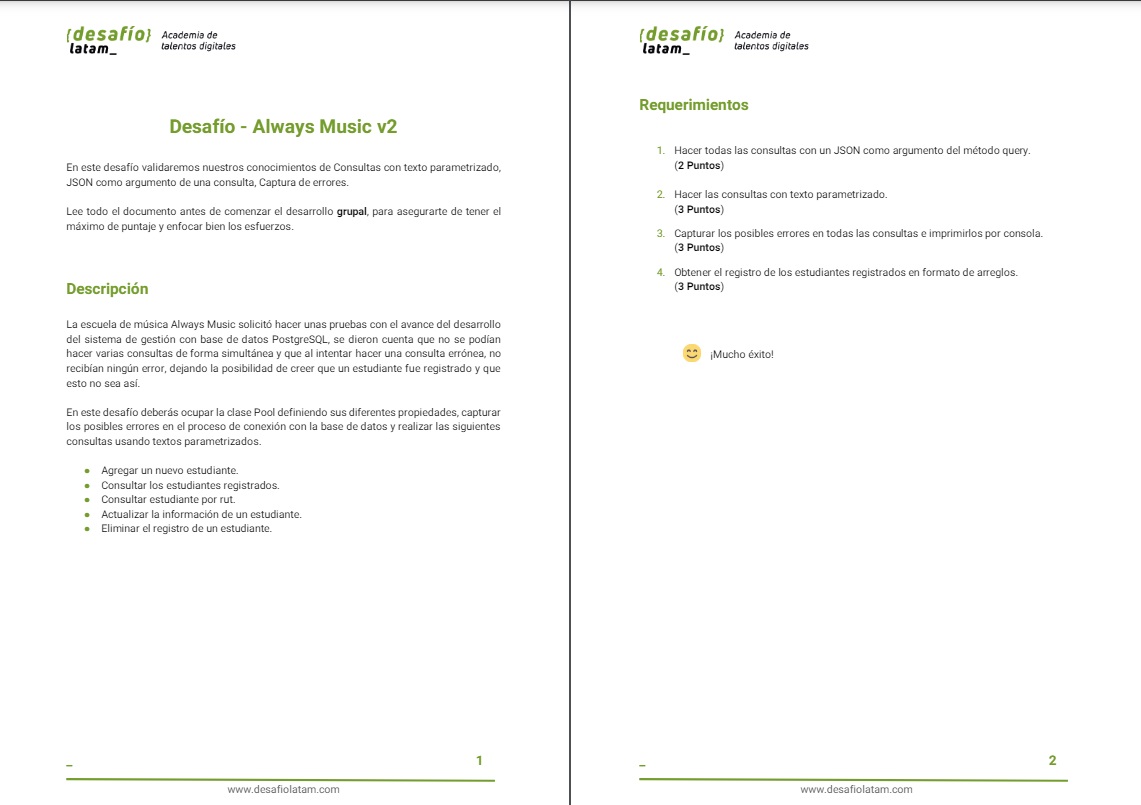 {desafío}
latam_
Academia de
talentos digitales
Desafío - Always Music v2
En este desafío validaremos nuestros conocimientos de Consultas con texto parametrizado,
JSON como argumento de una consulta, Captura de errores.
Lee todo el documento antes de comenzar el desarrollo grupal, para asegurarte de tener el
máximo de puntaje y enfocar bien los esfuerzos.
Descripción
La escuela de música Always Music solicitó hacer unas pruebas con el avance del desarrollo
del sistema de gestión con base de datos PostgreSQL, se dieron cuenta que no se podían
hacer varias consultas de forma simultánea y que al intentar hacer una consulta errónea, no
recibían ningún error, dejando la posibilidad de creer que un estudiante fue registrado y que
esto no sea así.
En este desafío deberás ocupar la clase Pool definiendo sus diferentes propiedades, capturar
los posibles errores en el proceso de conexión con la base de datos y realizar las siguientes
consultas usando textos parametrizados.
● Agregar un nuevo estudiante.
● Consultar los estudiantes registrados.
● Consultar estudiante por rut.
● Actualizar la información de un estudiante.
● Eliminar el registro de un estudiante.
_ 1
www.desafiolatam.com
{desafío}
latam_
Academia de
talentos digitales
Requerimientos
1. Hacer todas las consultas con un JSON como argumento del método query.
(2 Puntos)
2. Hacer las consultas con texto parametrizado.
(3 Puntos)
3. Capturar los posibles errores en todas las consultas e imprimirlos por consola.
(3 Puntos)
4. Obtener el registro de los estudiantes registrados en formato de arreglos.
(3 Puntos)
¡Mucho éxito!
_ 2
www.desafiolatam.com